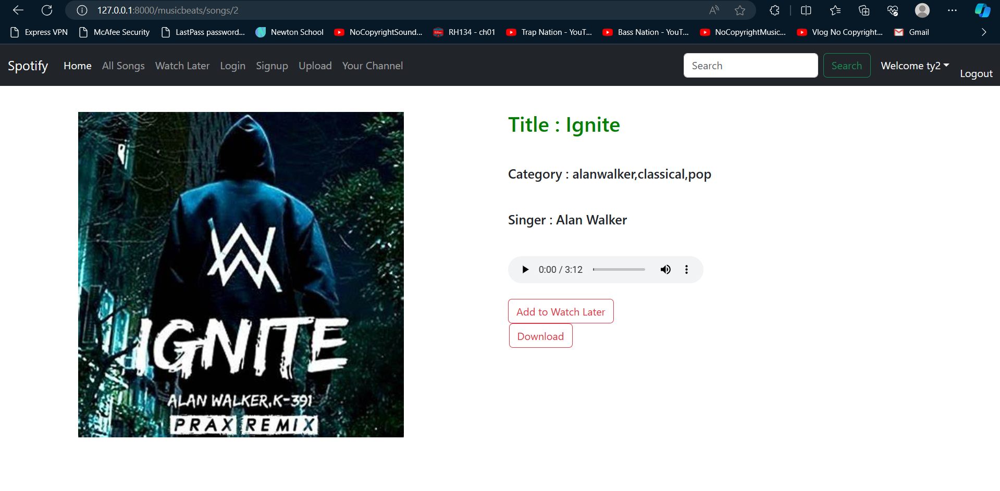 127.0.0.1:8000/musicbeats/songs/2
Express VPN McAfee Security LastPass password... Newton School NoCopyrightSound... RH134 - ch01 Trap Nation - YouT... Bass Nation - YouT... NoCopyrightMusic... Vlog No Copyright... Gmail
Spotify Home All Songs Watch Later Login Signup Upload Your Channel Search Search Welcome ty2 Logout
Title : Ignite
Category : alanwalker,classical,pop
Singer : Alan Walker
0:00 / 3:12
Add to Watch Later
Download
IGNITE
ALAN WALKER,K-391
PRAX REMIX